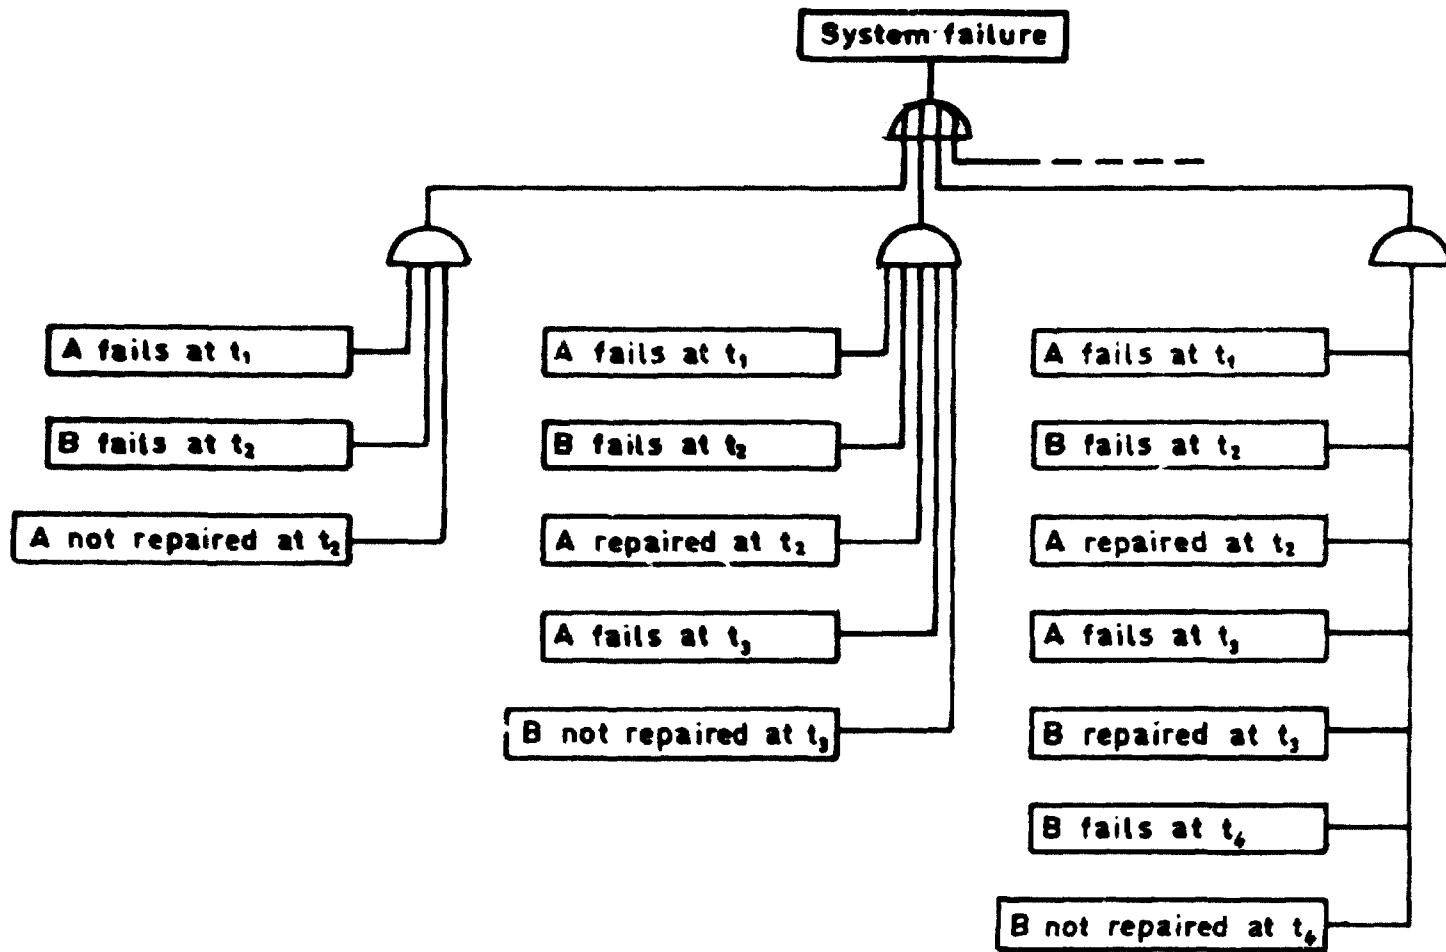 System failure
A fails at t₁
B fails at t₂
A not repaired at t₂
A fails at t₁
B fails at t₂
A repaired at t₂
A fails at t₃
B not repaired at t₃
A fails at t₁
B fails at t₂
A repaired at t₂
A fails at t₃
B repaired at t₃
B fails at t₄
B not repaired at t₄